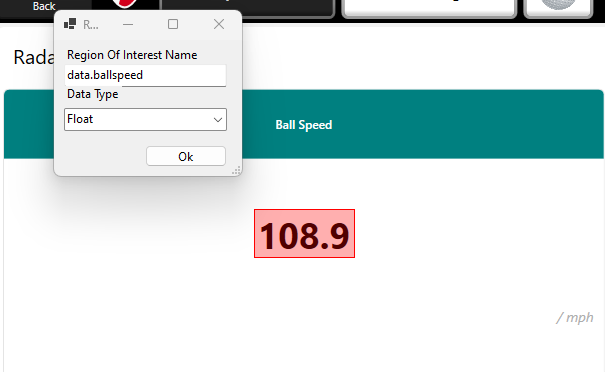 Back
R...
Region Of Interest Name
data.ballspeed
Data Type
Float
Ok
Rada
Ball Speed
108.9
/ mph